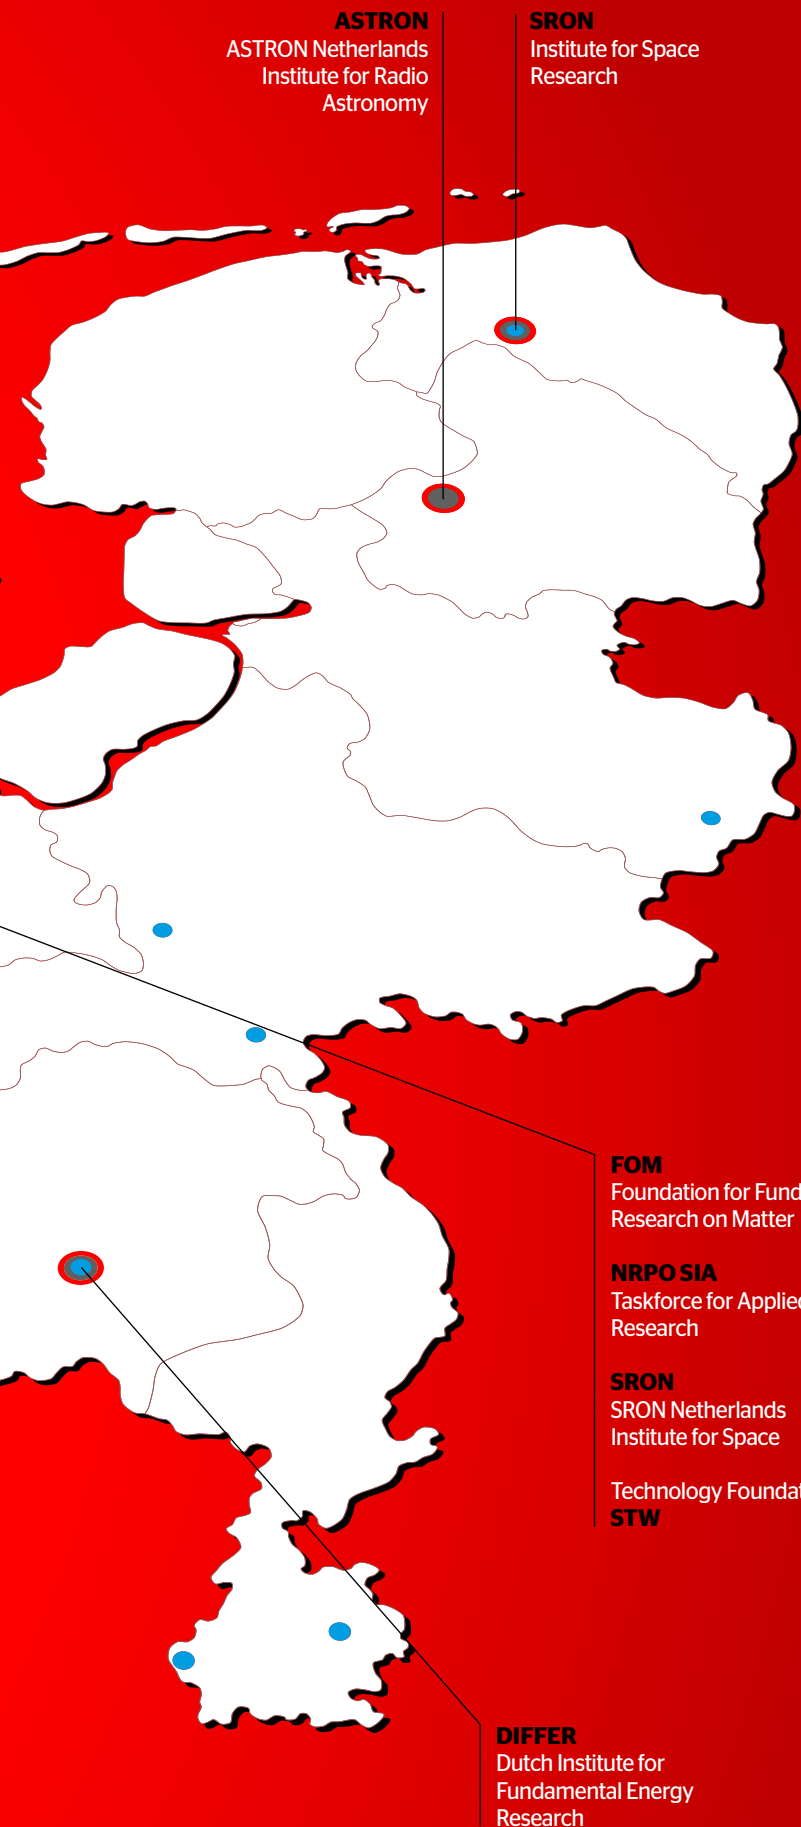 ASTRON
ASTRON Netherlands
Institute for Radio
Astronomy
SRON
Institute for Space
Research
FOM
Foundation for Fund
Research on Matter
NRPO SIA
Taskforce for Applied
Research
SRON
SRON Netherlands
Institute for Space
Technology Foundat
STW
DIFFER
Dutch Institute for
Fundamental Energy
Research